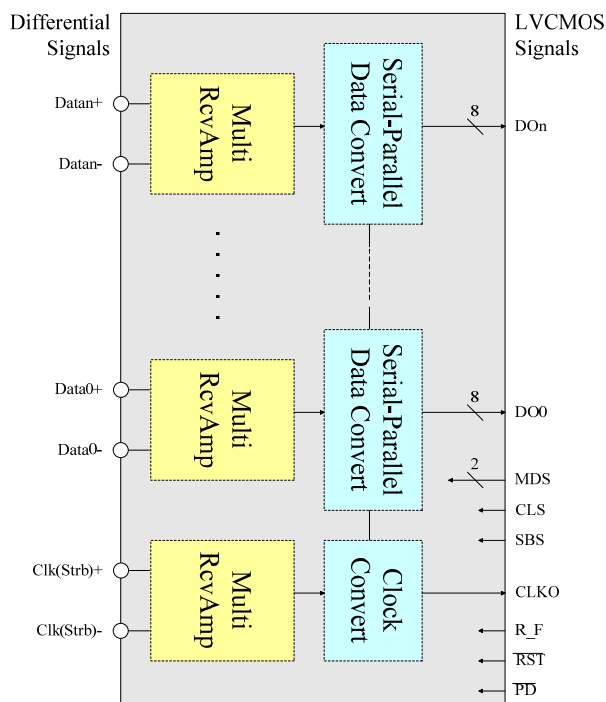 Differential
Signals
LVCMOS
Signals
Datan+
Datan-
Multi
RcvAmp
Serial-Parallel
Data Convert
8
DOn
Data0+
Data0-
Multi
RcvAmp
Serial-Parallel
Data Convert
8
DO0
2
MDS
CLS
SBS
Clk(Strb)+
Clk(Strb)-
Multi
RcvAmp
Clock
Convert
CLKO
R_F
RST
PD